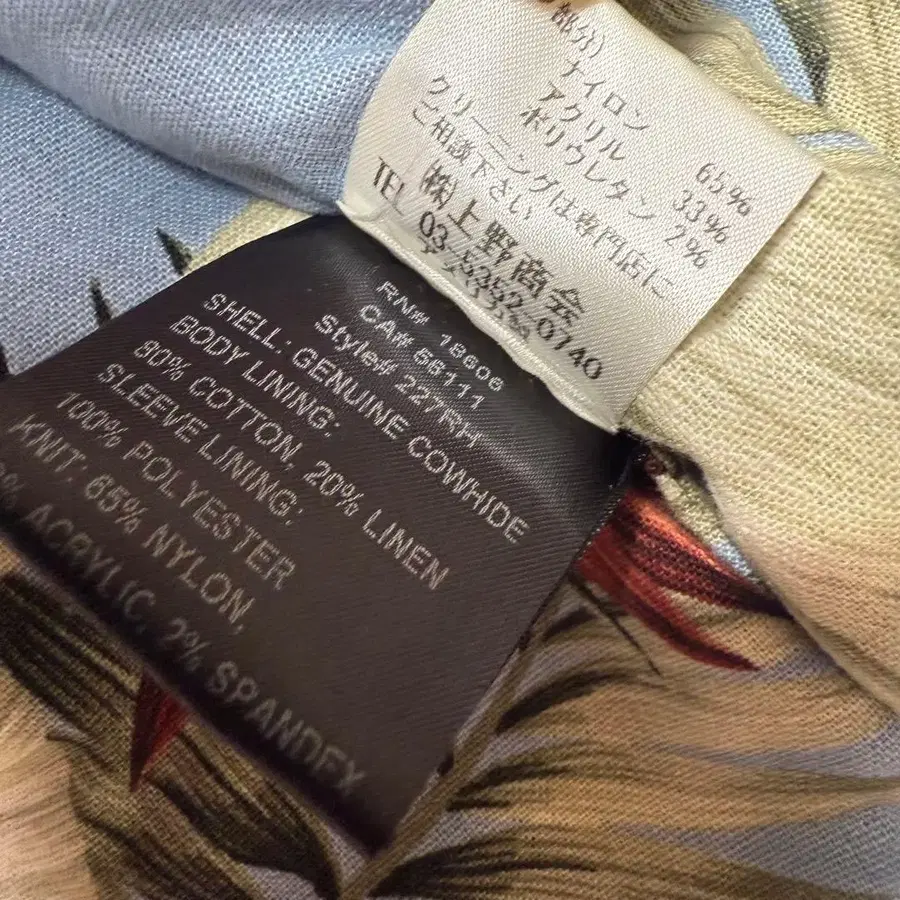 部分)
ナイロン 65%
アクリル 33%
ポリウレタン 2%
クリーニングは専門店に
ご相談下さい
㈱上野商会
TEL 03-5352-0740
RN# 18606
CA# 56111
Style# 227RH
SHELL: GENUINE COWHIDE
BODY LINING:
80% COTTON, 20% LINEN
SLEEVE LINING:
100% POLYESTER
KNIT: 65% NYLON,
% ACRYLIC, 2% SPANDEX